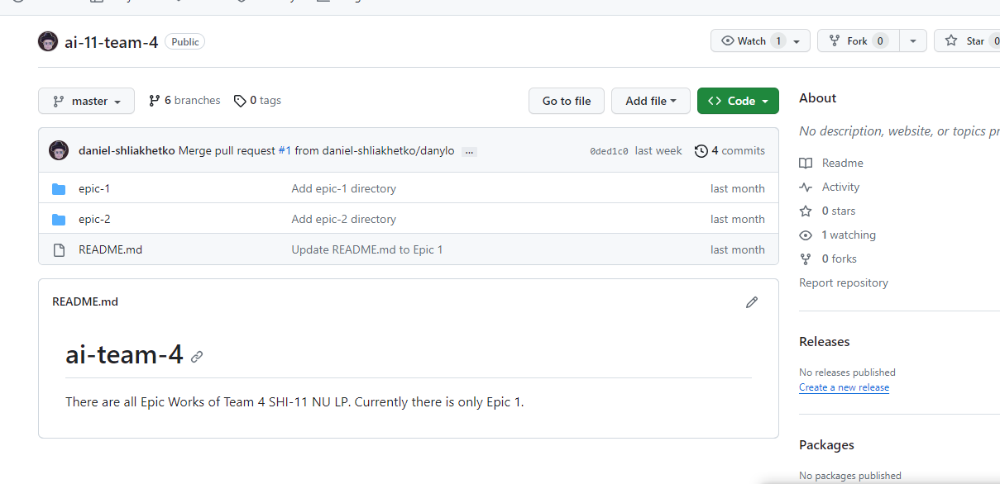 ai-11-team-4 Public Watch 1 Fork 0 Star 0
master 6 branches 0 tags Go to file Add file Code
daniel-shliakhetko Merge pull request #1 from daniel-shliakhetko/danylo ... 0ded1c0 last week 4 commits
epic-1 Add epic-1 directory last month
epic-2 Add epic-2 directory last month
README.md Update README.md to Epic 1 last month
README.md
ai-team-4
There are all Epic Works of Team 4 SHI-11 NU LP. Currently there is only Epic 1.
About
No description, website, or topics
Readme
Activity
0 stars
1 watching
0 forks
Report repository
Releases
No releases published
Create a new release
Packages
No packages published